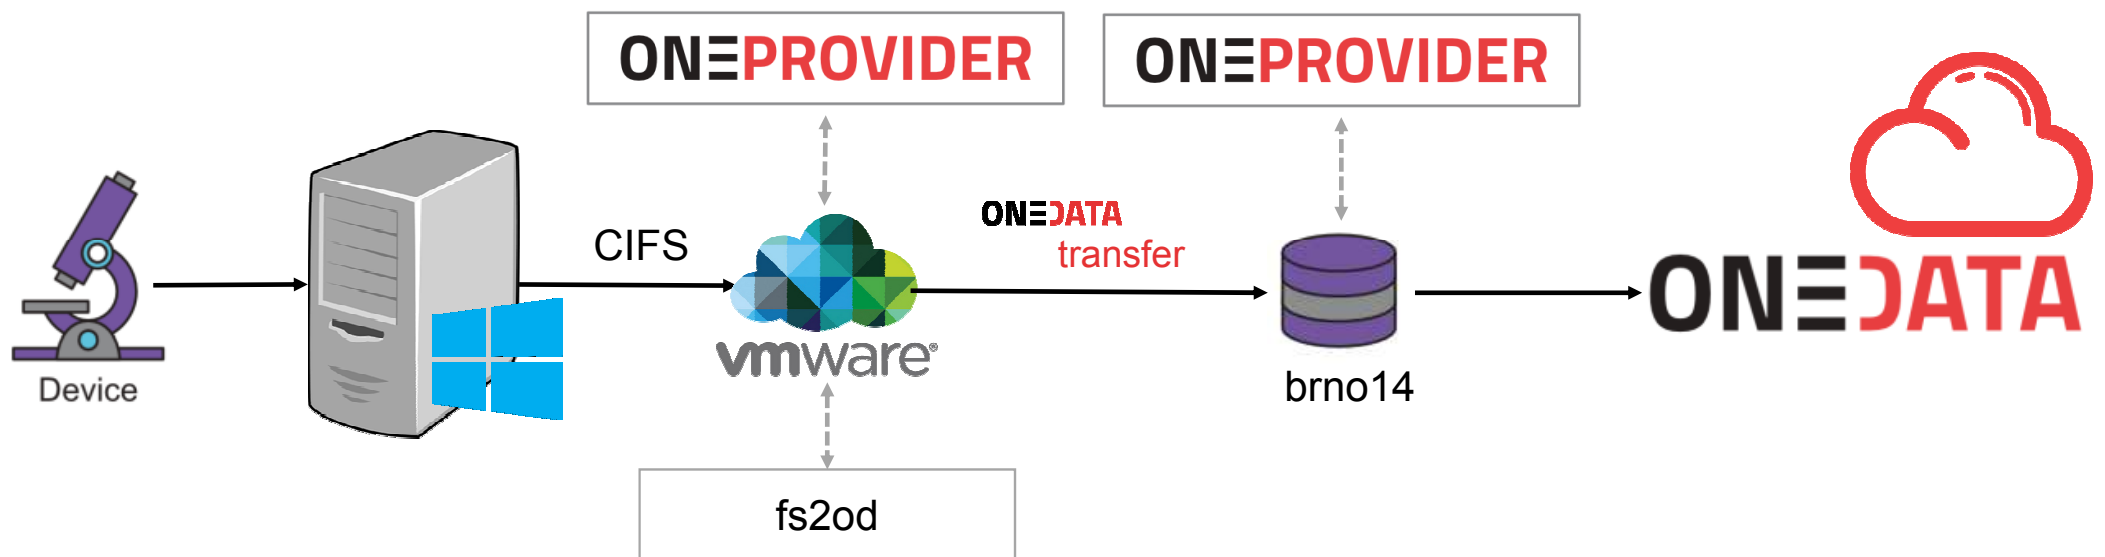 ONEPROVIDER
ONEPROVIDER
Device
CIFS
vmware®
ONEDATA
transfer
brno14
ONEDATA
fs2od